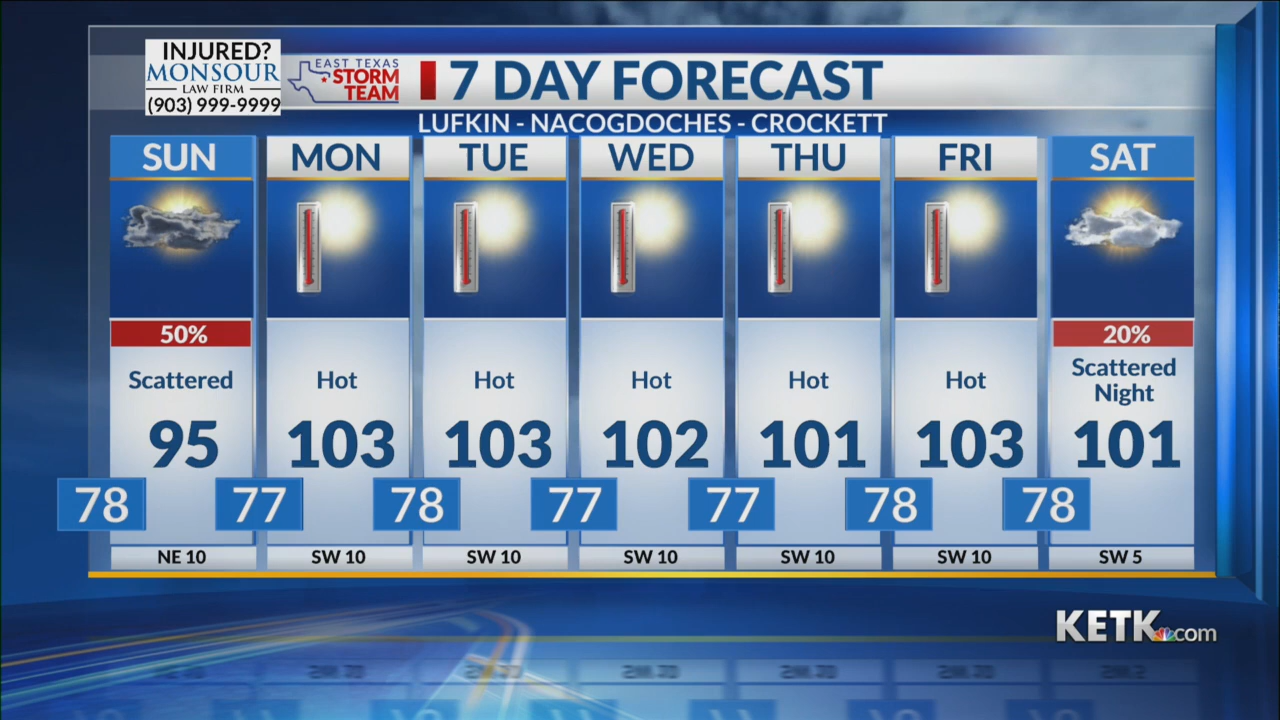 INJURED?
MONSOUR
LAW FIRM
(903) 999-9999
EAST TEXAS
STORM
TEAM
7 DAY FORECAST
LUFKIN - NACOGDOCHES - CROCKETT
SUN MON TUE WED THU FRI SAT
50% 20%
Scattered Hot Hot Hot Hot Hot Scattered
Night
95 103 103 102 101 103 101
78 77 78 77 77 78 78
NE 10 SW 10 SW 10 SW 10 SW 10 SW 10 SW 5
KETK.com